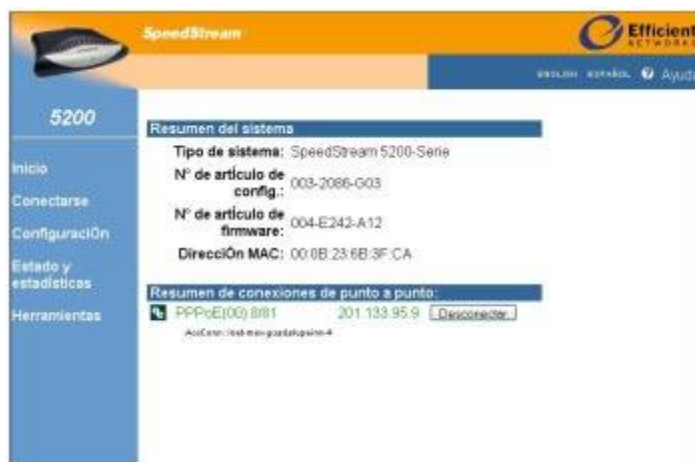 SpeedStream
Efficient
NETWORKS
ENGLISH ESPAÑOL ? Ayuda
5200
Inicio
Conectarse
ConfiguraciÓn
Estado y
estadísticas
Herramientas
Resumen del sistema
Tipo de sistema: SpeedStream 5200-Serie
N° de artÍculo de
config.: 003-2086-G03
N° de artÍculo de
firmware: 004-E242-A12
DirecciÓn MAC: 00:0B:23:6B:3F:CA
Resumen de conexiones de punto a punto:
PPPoE(00) 8/81 201.133.95.9 Desconectar